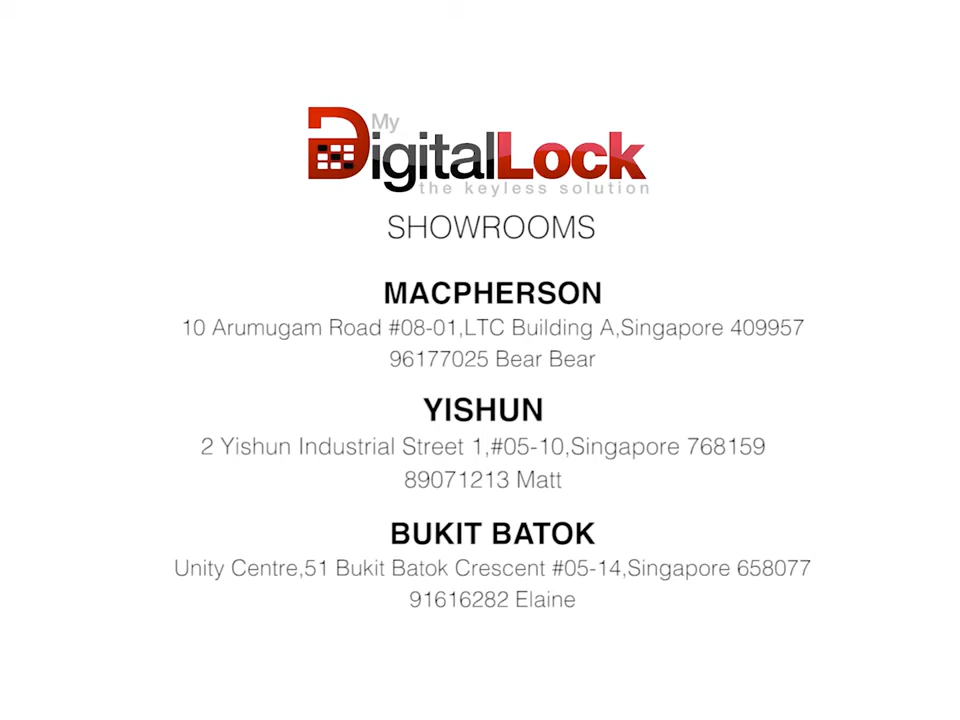 My
DigitalLock
the keyless solution
SHOWROOMS
MACPHERSON
10 Arumugam Road #08-01,LTC Building A,Singapore 409957
96177025 Bear Bear
YISHUN
2 Yishun Industrial Street 1,#05-10,Singapore 768159
89071213 Matt
BUKIT BATOK
Unity Centre,51 Bukit Batok Crescent #05-14,Singapore 658077
91616282 Elaine